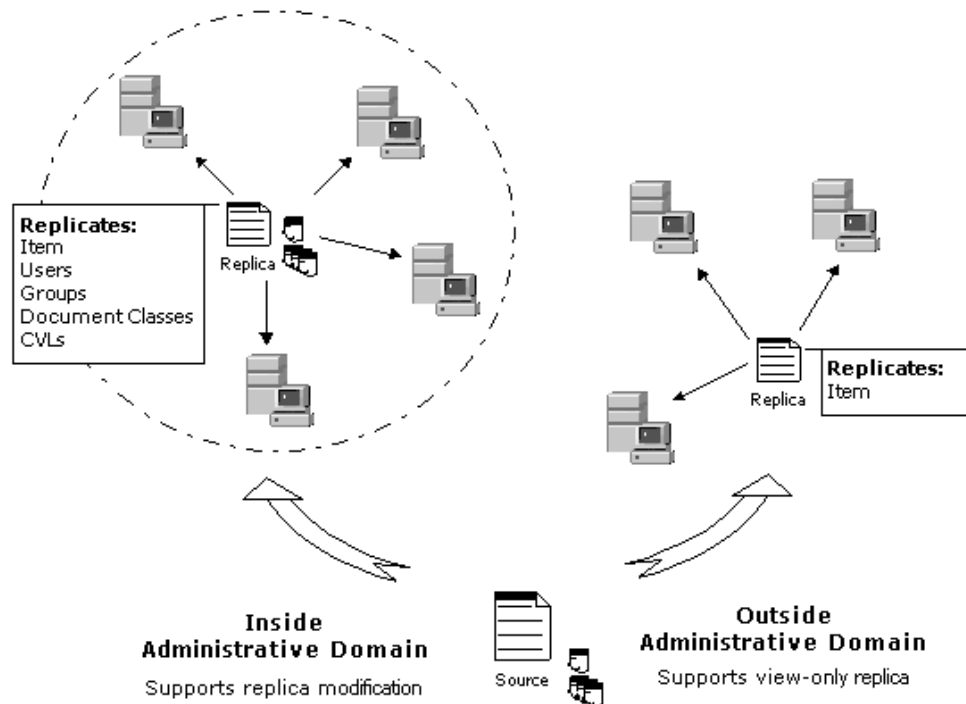 Replicates:
Item
Users
Groups
Document Classes
CVLs
Replica
Replica
Replicates:
Item
Inside
Administrative Domain
Supports replica modification
Source
Outside
Administrative Domain
Supports view-only replica